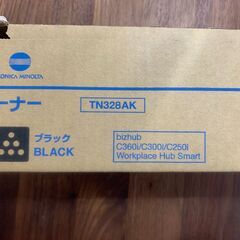 KONICA MINOLTA
ーナー
TN328AK
ブラック
BLACK
bizhub
C360i/C300i/C250i
Workplace Hub Smart